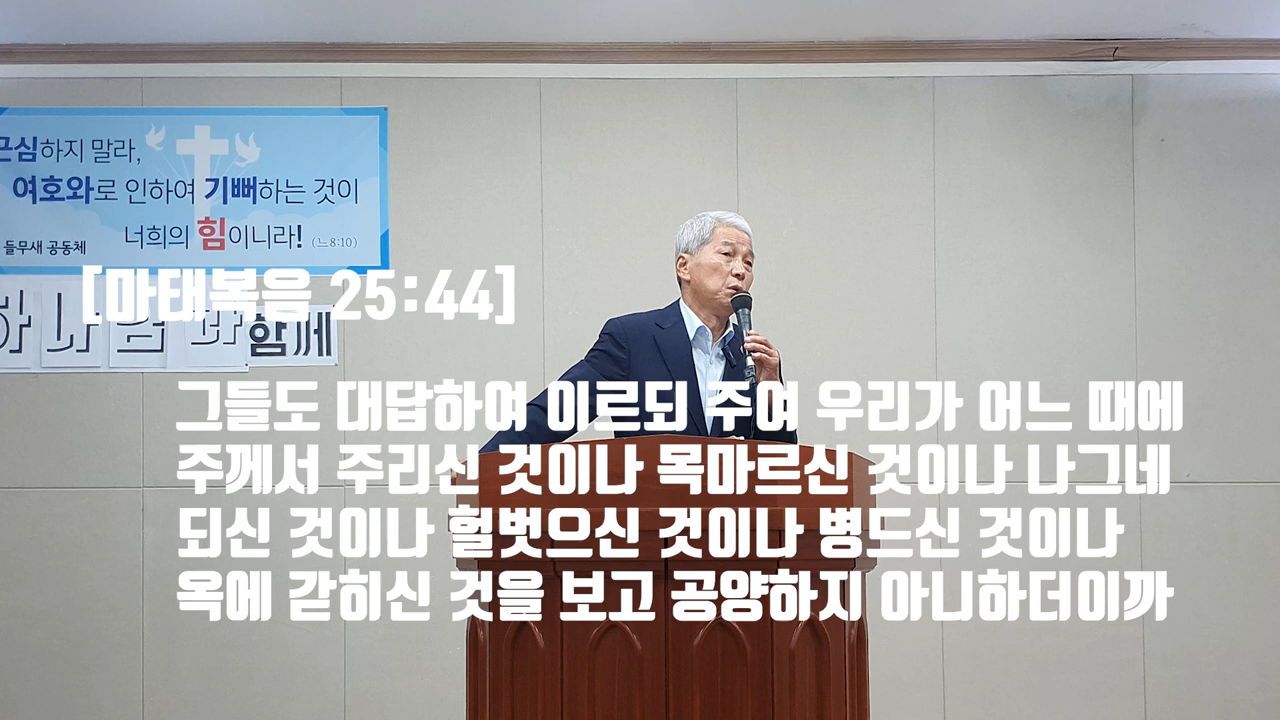 근심하지 말라,
여호와로 인하여 기뻐하는 것이
너희의 힘이니라! (느8:10)
들무새 공동체
[마태복음 25:44]
함께
그들도 대답하여 이르되 주여 우리가 어느 때에
주께서 주리신 것이나 목마르신 것이나 나그네
되신 것이나 헐벗으신 것이나 병드신 것이나
옥에 갇히신 것을 보고 공양하지 아니하더이까